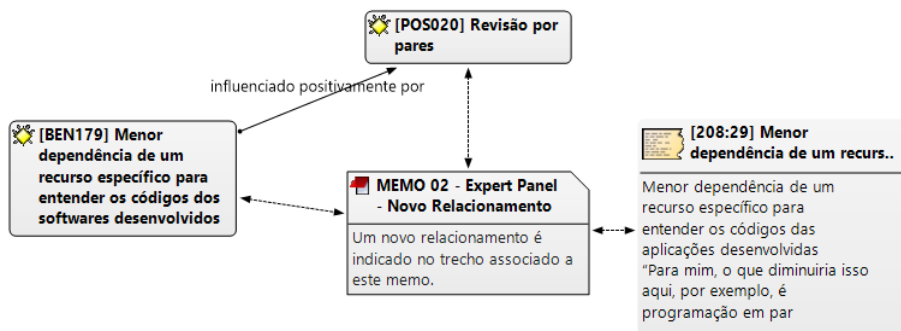 [POS020] Revisão por
pares
influenciado positivamente por
[BEN179] Menor
dependência de um
recurso específico para
entender os códigos dos
softwares desenvolvidos
MEMO 02 - Expert Panel
- Novo Relacionamento
Um novo relacionamento é
indicado no trecho associado a
este memo.
[208:29] Menor
dependência de um recurs..
Menor dependência de um
recurso específico para
entender os códigos das
aplicações desenvolvidas
“Para mim, o que diminuiria isso
aqui, por exemplo, é
programação em par